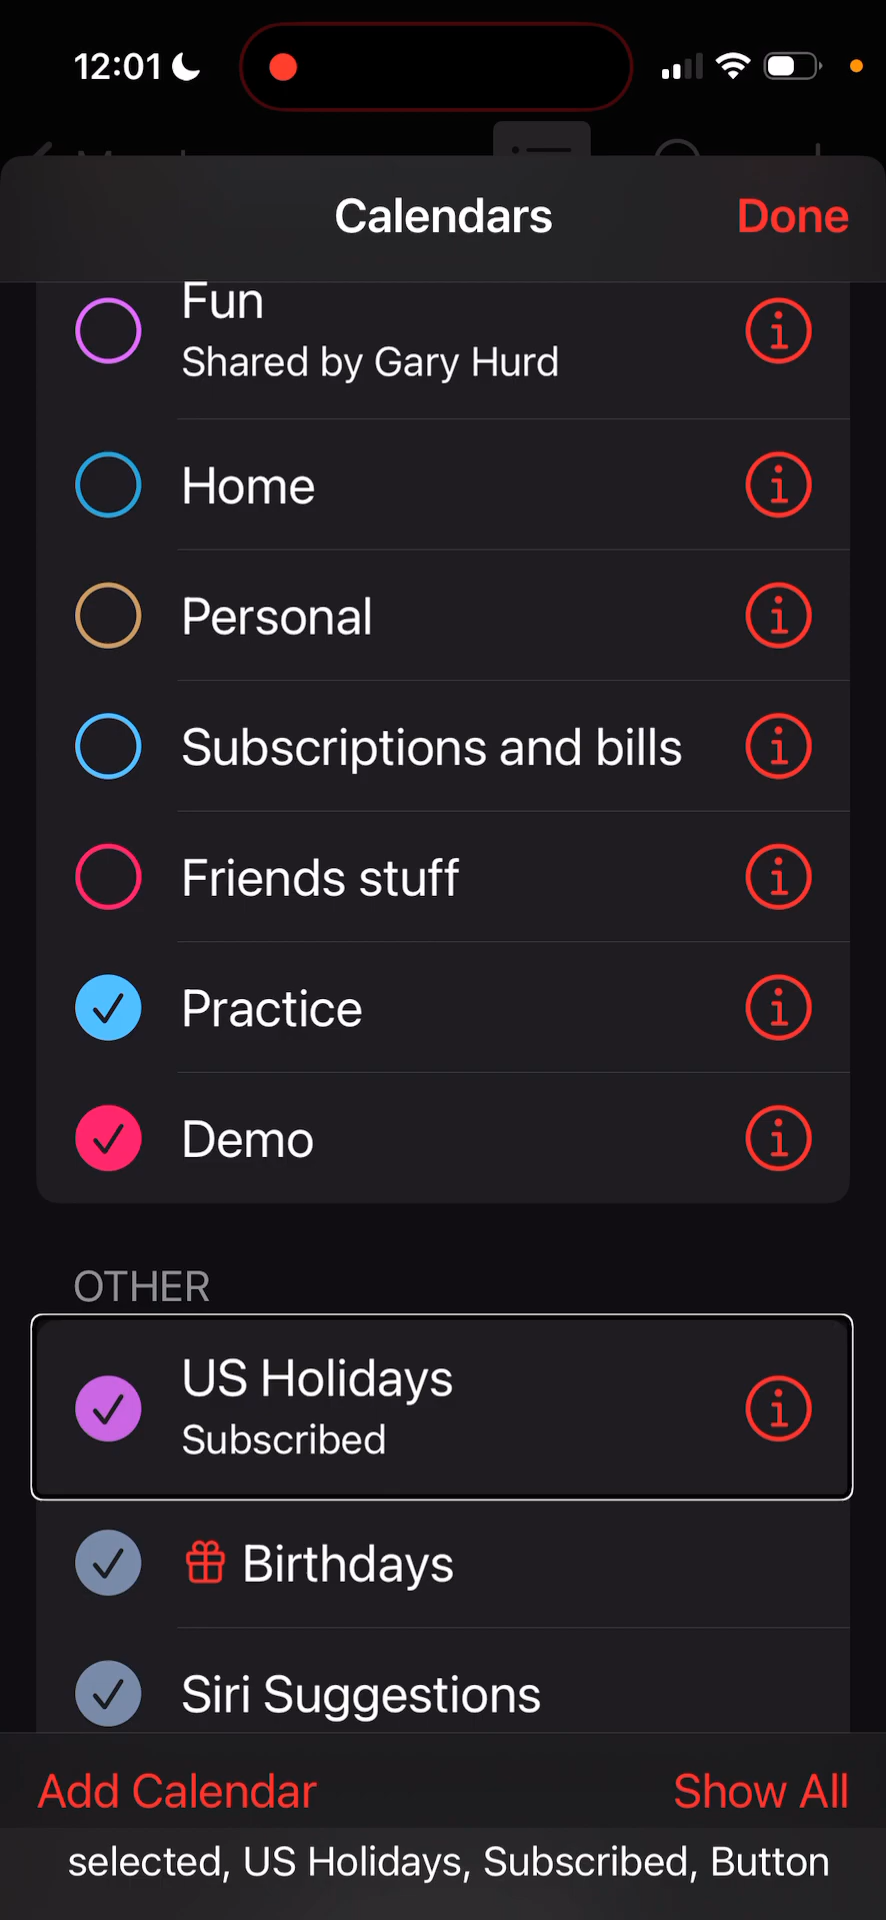 12:01
Calendars
Done
Fun
Shared by Gary Hurd
Home
Personal
Subscriptions and bills
Friends stuff
Practice
Demo
OTHER
US Holidays
Subscribed
Birthdays
Siri Suggestions
Add Calendar
Show All
selected, US Holidays, Subscribed, Button